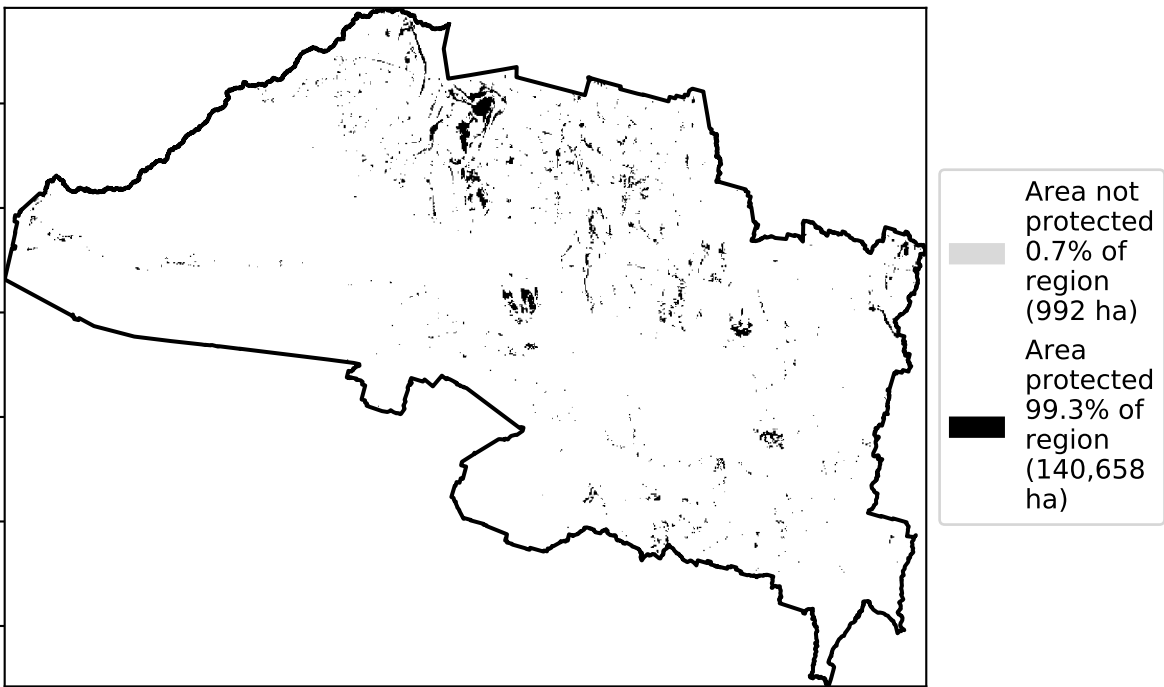 Area not
protected
0.7% of
region
(992 ha)
Area
protected
99.3% of
region
(140,658
ha)